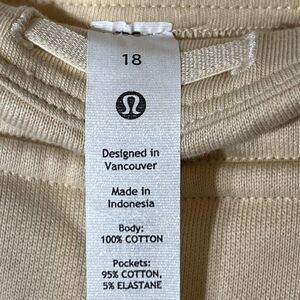 18
Designed in
Vancouver
Made in
Indonesia
Body:
100% COTTON
Pockets:
95% COTTON,
5% ELASTANE